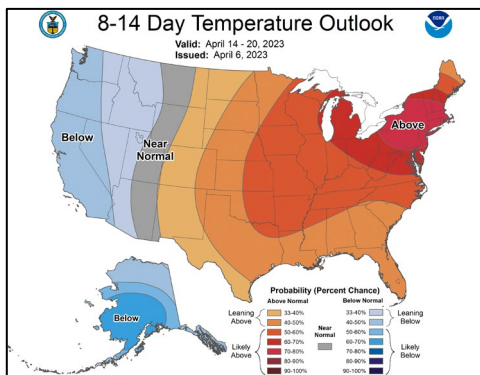 8-14 Day Temperature Outlook
Valid: April 14 - 20, 2023
Issued: April 6, 2023
NOAA
Below
Near
Normal
Above
Below
Probability (Percent Chance)
Above Normal
Below Normal
Leaning
Above
33-40%
40-50%
Near
Normal
33-40%
40-50%
Leaning
Below
Likely
Above
50-60%
60-70%
70-80%
80-90%
90-100%
50-60%
60-70%
70-80%
80-90%
90-100%
Likely
Below